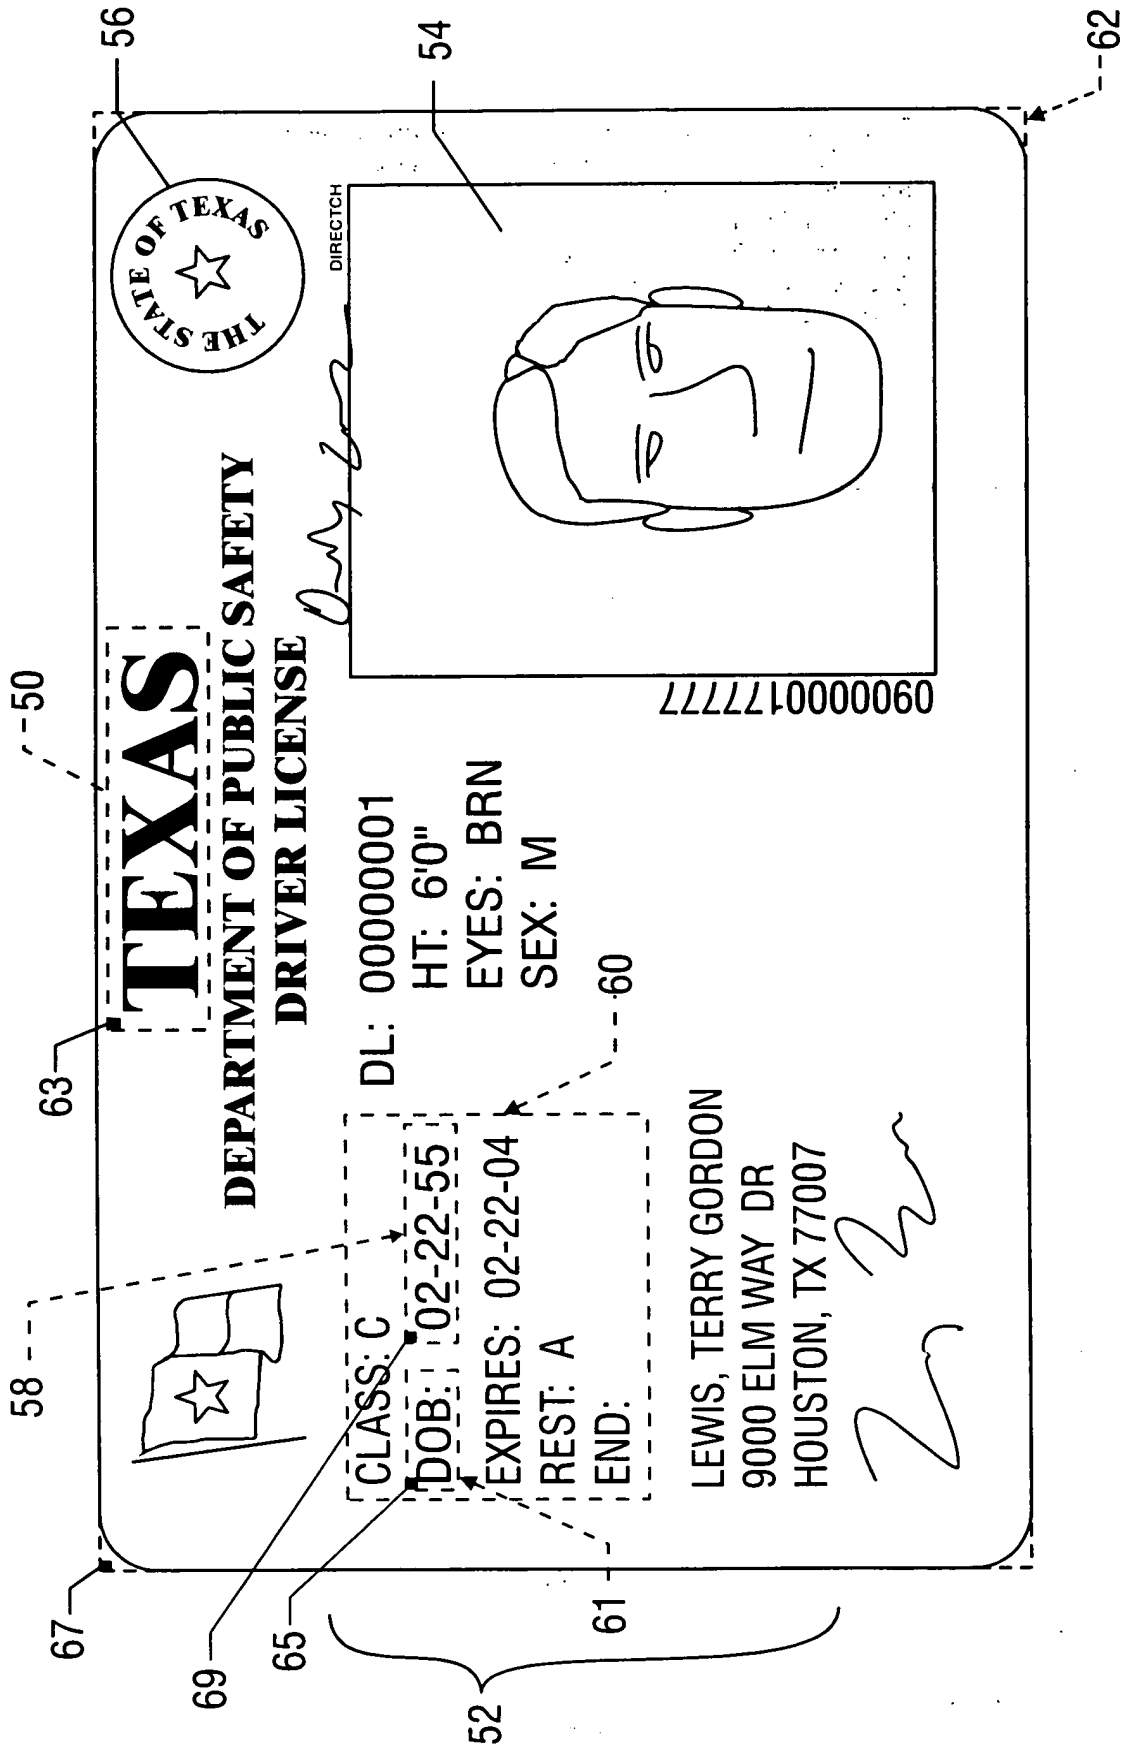 50
56
63
TEXAS
THE STATE OF TEXAS
DEPARTMENT OF PUBLIC SAFETY
DRIVER LICENSE
DIRECTCH
54
58
67
69
65
61
52
60
62
CLASS: C
DOB: 02-22-55
EXPIRES: 02-22-04
REST: A
END:
DL: 00000001
HT: 6'0"
EYES: BRN
SEX: M
090000177777
LEWIS, TERRY GORDON
9000 ELM WAY DR
HOUSTON, TX 77007